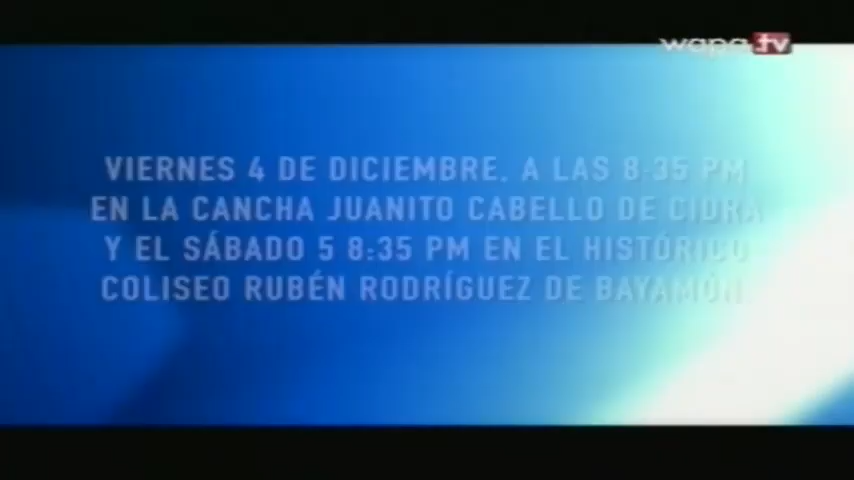 wapa.tv
VIERNES 4 DE DICIEMBRE, A LAS 8:35 PM
EN LA CANCHA JUANITO CABELLO DE CIDRA
Y EL SÁBADO 5 8:35 PM EN EL HISTÓRICO
COLISEO RUBÉN RODRÍGUEZ DE BAYAMÓN